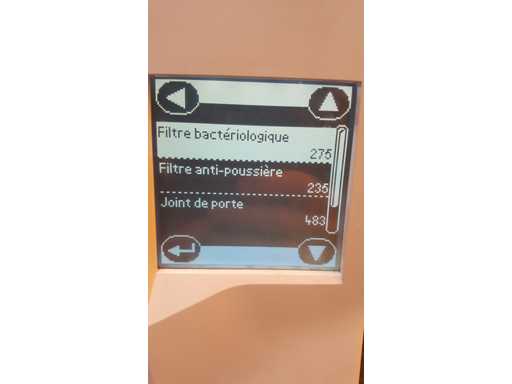 Filtre bactériologique
275
Filtre anti-poussière
235
Joint de porte
483